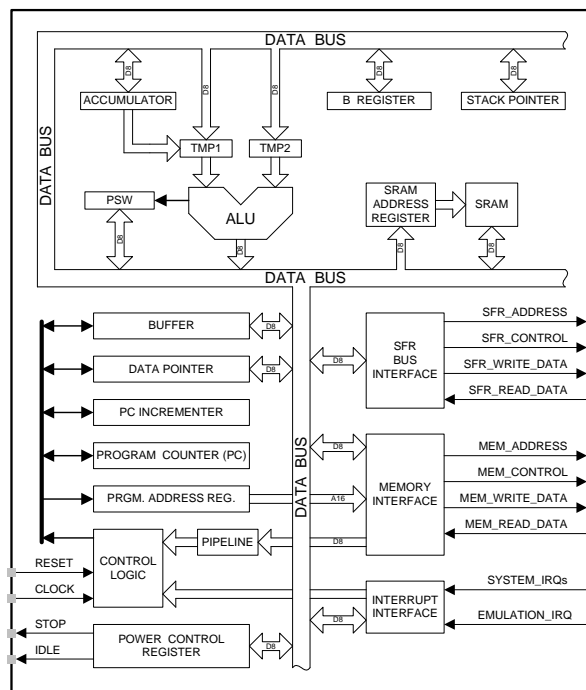 DATA BUS
D8
D8
D8
D8
D8
ACCUMULATOR
B REGISTER
STACK POINTER
DATA BUS
TMP1
TMP2
PSW
ALU
SRAM
ADDRESS
REGISTER
SRAM
D8
D8
D8
D8
DATA BUS
BUFFER
D8
DATA POINTER
D8
PC INCREMENTER
PROGRAM COUNTER (PC)
PRGM. ADDRESS REG.
A16
DATA BUS
D8
SFR
BUS
INTERFACE
SFR_ADDRESS
SFR_CONTROL
SFR_WRITE_DATA
SFR_READ_DATA
D8
MEMORY
INTERFACE
MEM_ADDRESS
MEM_CONTROL
MEM_WRITE_DATA
MEM_READ_DATA
RESET
CLOCK
CONTROL
LOGIC
PIPELINE
D8
STOP
IDLE
POWER CONTROL
REGISTER
D8
D8
INTERRUPT
INTERFACE
SYSTEM_IRQs
EMULATION_IRQ